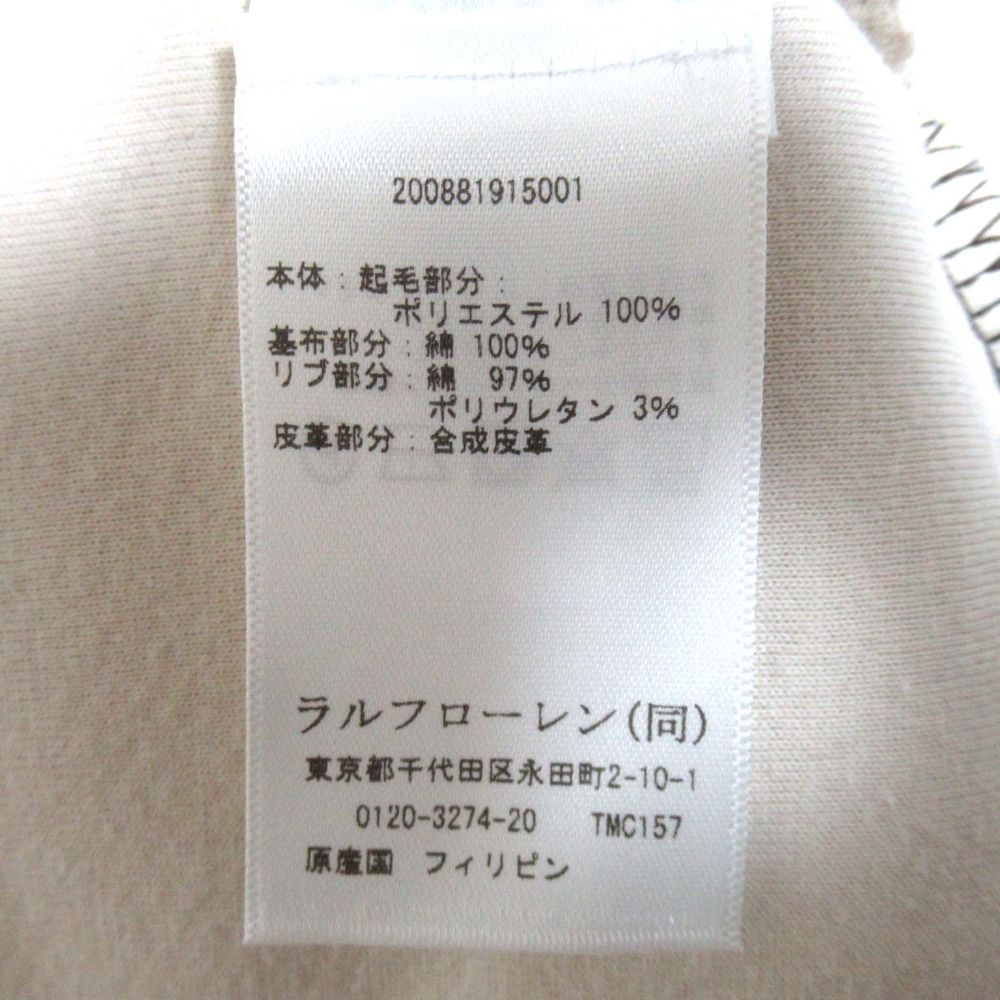 200881915001
本体：起毛部分：
ポリエステル 100%
基布部分：綿 100%
リブ部分：綿 97%
ポリウレタン 3%
皮革部分：合成皮革
ラルフローレン(同)
東京都千代田区永田町2-10-1
0120-3274-20 TMC157
原産国 フィリピン